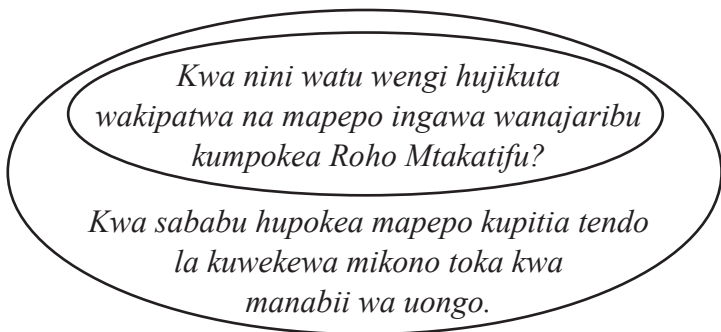 Kwa nini watu wengi hujikuta
wakipatwa na mapepo ingawa wanajaribu
kumpokea Roho Mtakatifu?
Kwa sababu hupokea mapepo kupitia tendo
la kuwekewa mikono toka kwa
manabii wa uongo.